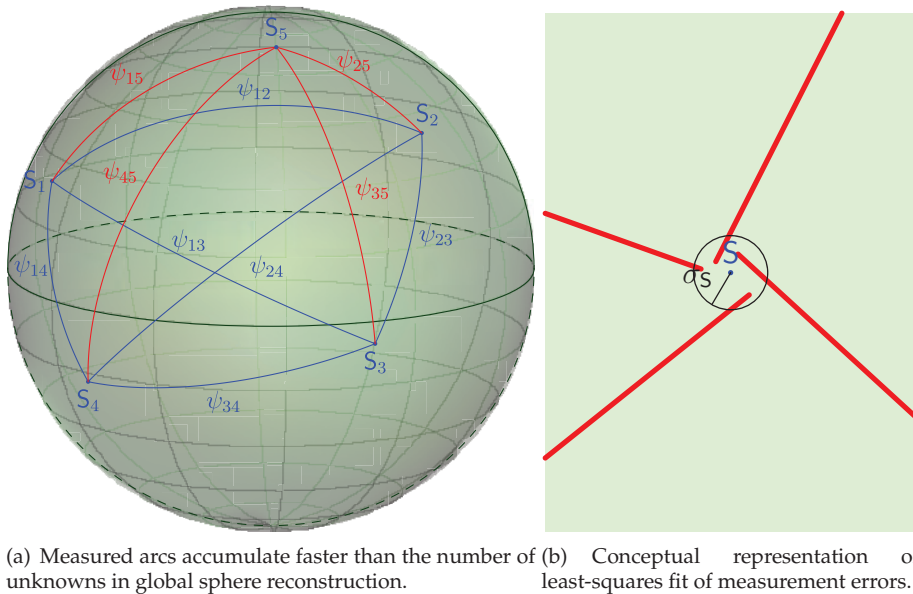 S₅
ψ₁₅
ψ₂₅
ψ₁₂
S₂
S₁
ψ₄₅
ψ₃₅
ψ₁₃
ψ₂₃
ψ₁₄
ψ₂₄
S₃
S₄
ψ₃₄
S
σS
(a) Measured arcs accumulate faster than the number of
unknowns in global sphere reconstruction.
(b) Conceptual representation o
least-squares fit of measurement errors.